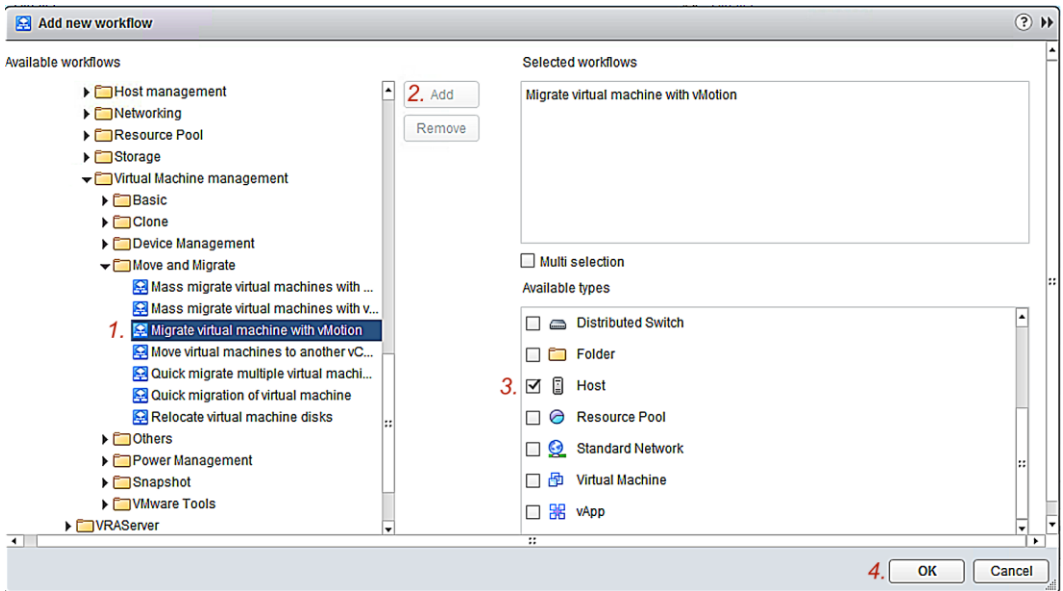 Add new workflow
Available workflows
Host management
Networking
Resource Pool
Storage
Virtual Machine management
Basic
Clone
Device Management
Move and Migrate
Mass migrate virtual machines with ...
Mass migrate virtual machines with v...
1. Migrate virtual machine with vMotion
Move virtual machines to another vC...
Quick migrate multiple virtual machi...
Quick migration of virtual machine
Relocate virtual machine disks
Others
Power Management
Snapshot
VMware Tools
VRAServer
2. Add
Remove
Selected workflows
Migrate virtual machine with vMotion
Multi selection
Available types
Distributed Switch
Folder
3. Host
Resource Pool
Standard Network
Virtual Machine
vApp
4. OK
Cancel